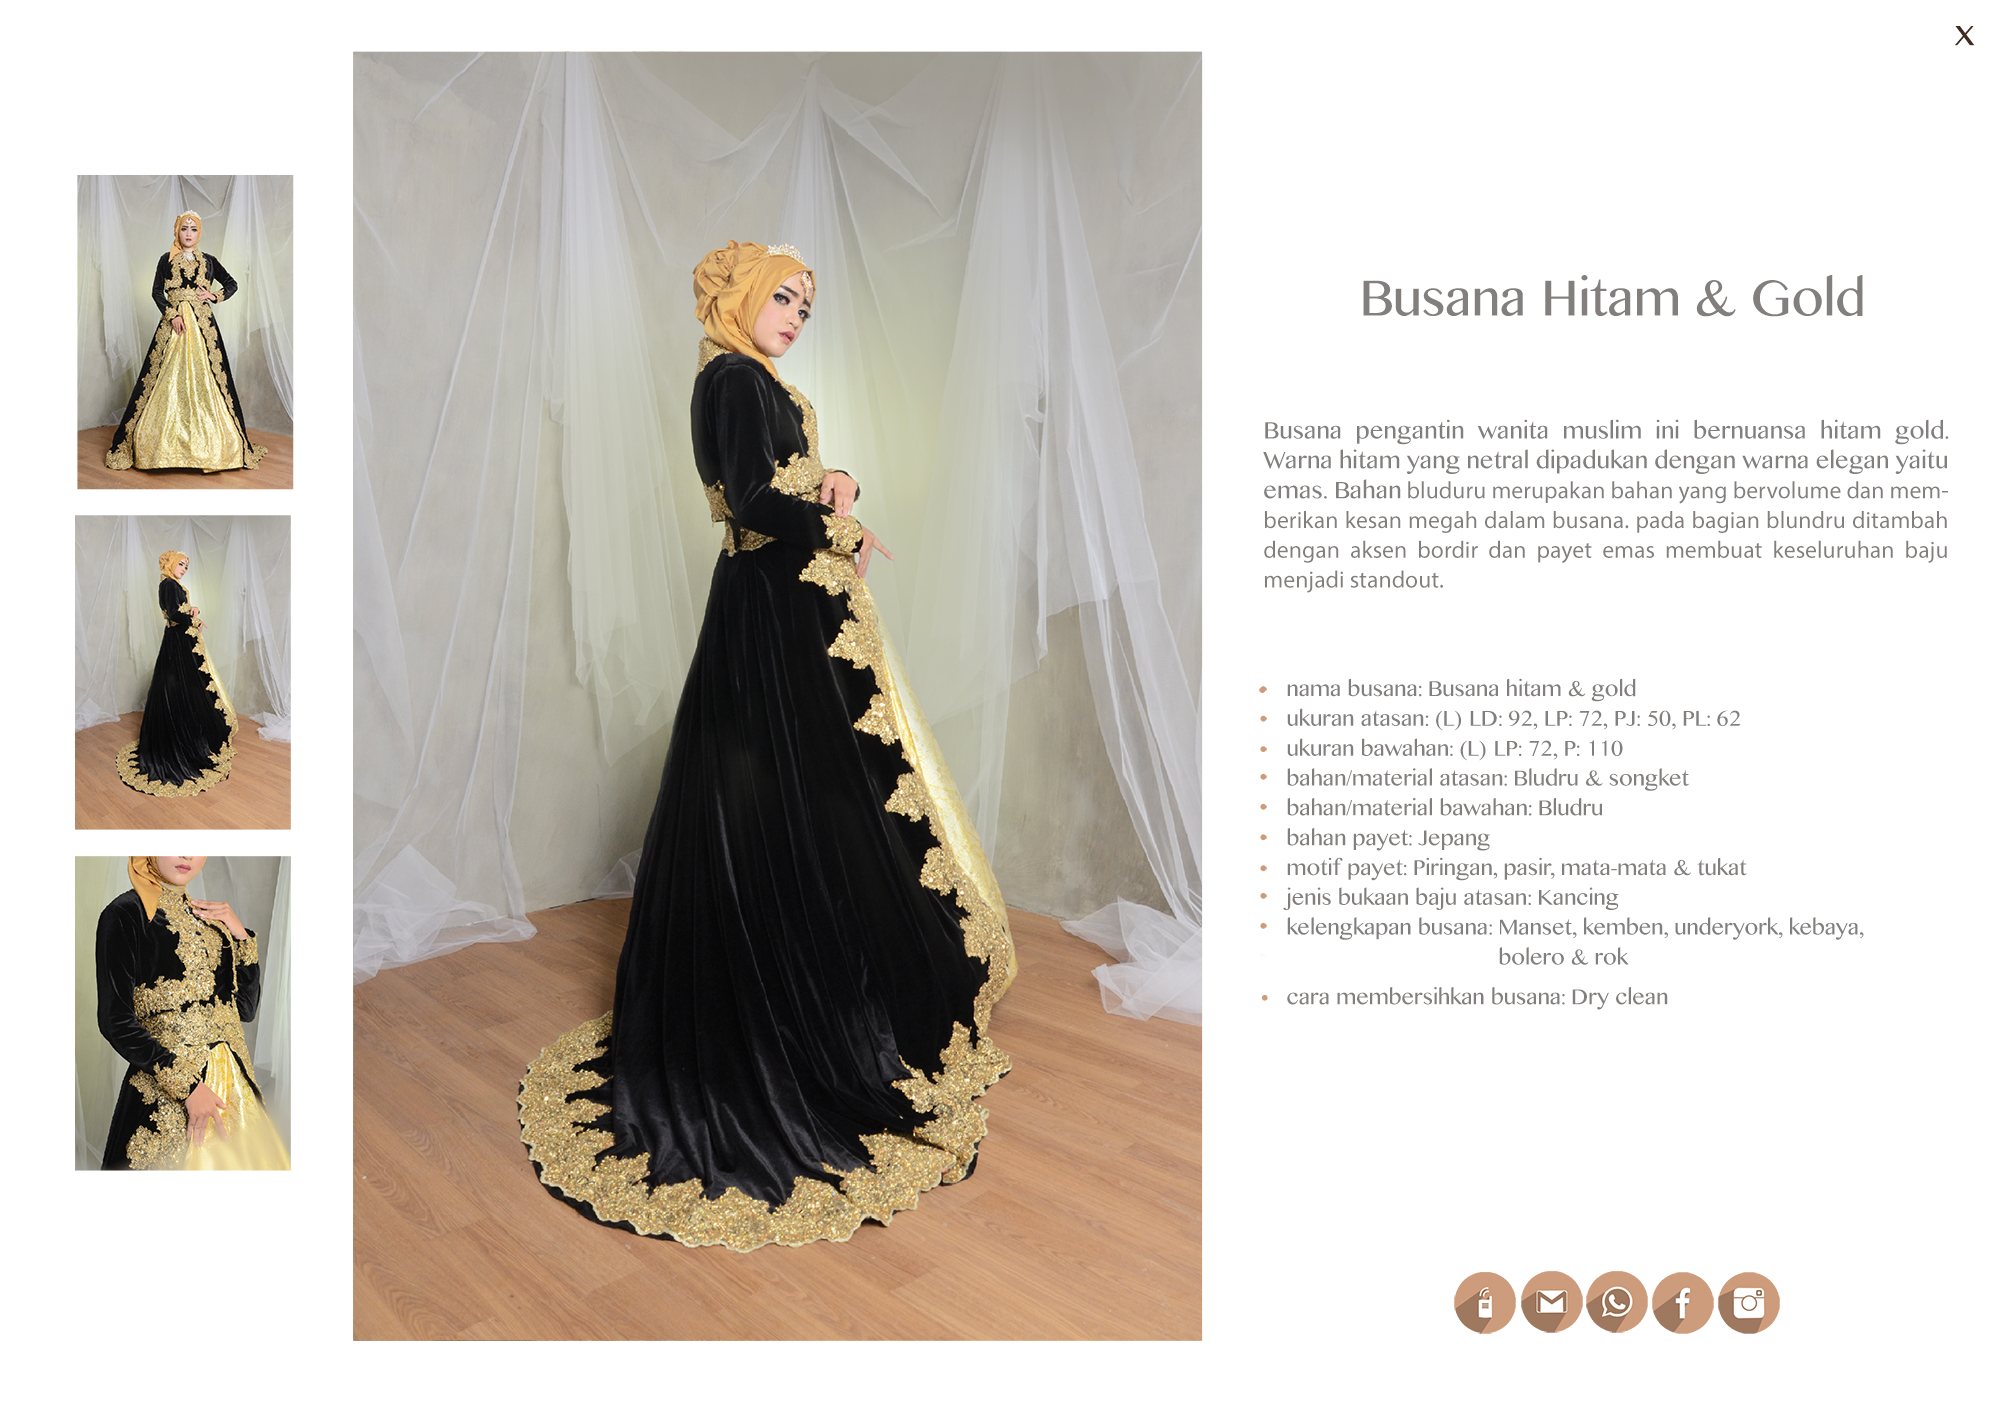 X
Busana Hitam & Gold
Busana pengantin wanita muslim ini bernuansa hitam gold.
Warna hitam yang netral dipadukan dengan warna elegan yaitu
emas. Bahan bluduru merupakan bahan yang bervolume dan mem-
berikan kesan megah dalam busana. pada bagian blundru ditambah
dengan aksen bordir dan payet emas membuat keseluruhan baju
menjadi standout.
• nama busana: Busana hitam & gold
• ukuran atasan: (L) LD: 92, LP: 72, PJ: 50, PL: 62
• ukuran bawahan: (L) LP: 72, P: 110
• bahan/material atasan: Bludru & songket
• bahan/material bawahan: Bludru
• bahan payet: Jepang
• motif payet: Piringan, pasir, mata-mata & tukat
• jenis bukaan baju atasan: Kancing
• kelengkapan busana: Manset, kemben, underyork, kebaya,
bolero & rok
• cara membersihkan busana: Dry clean